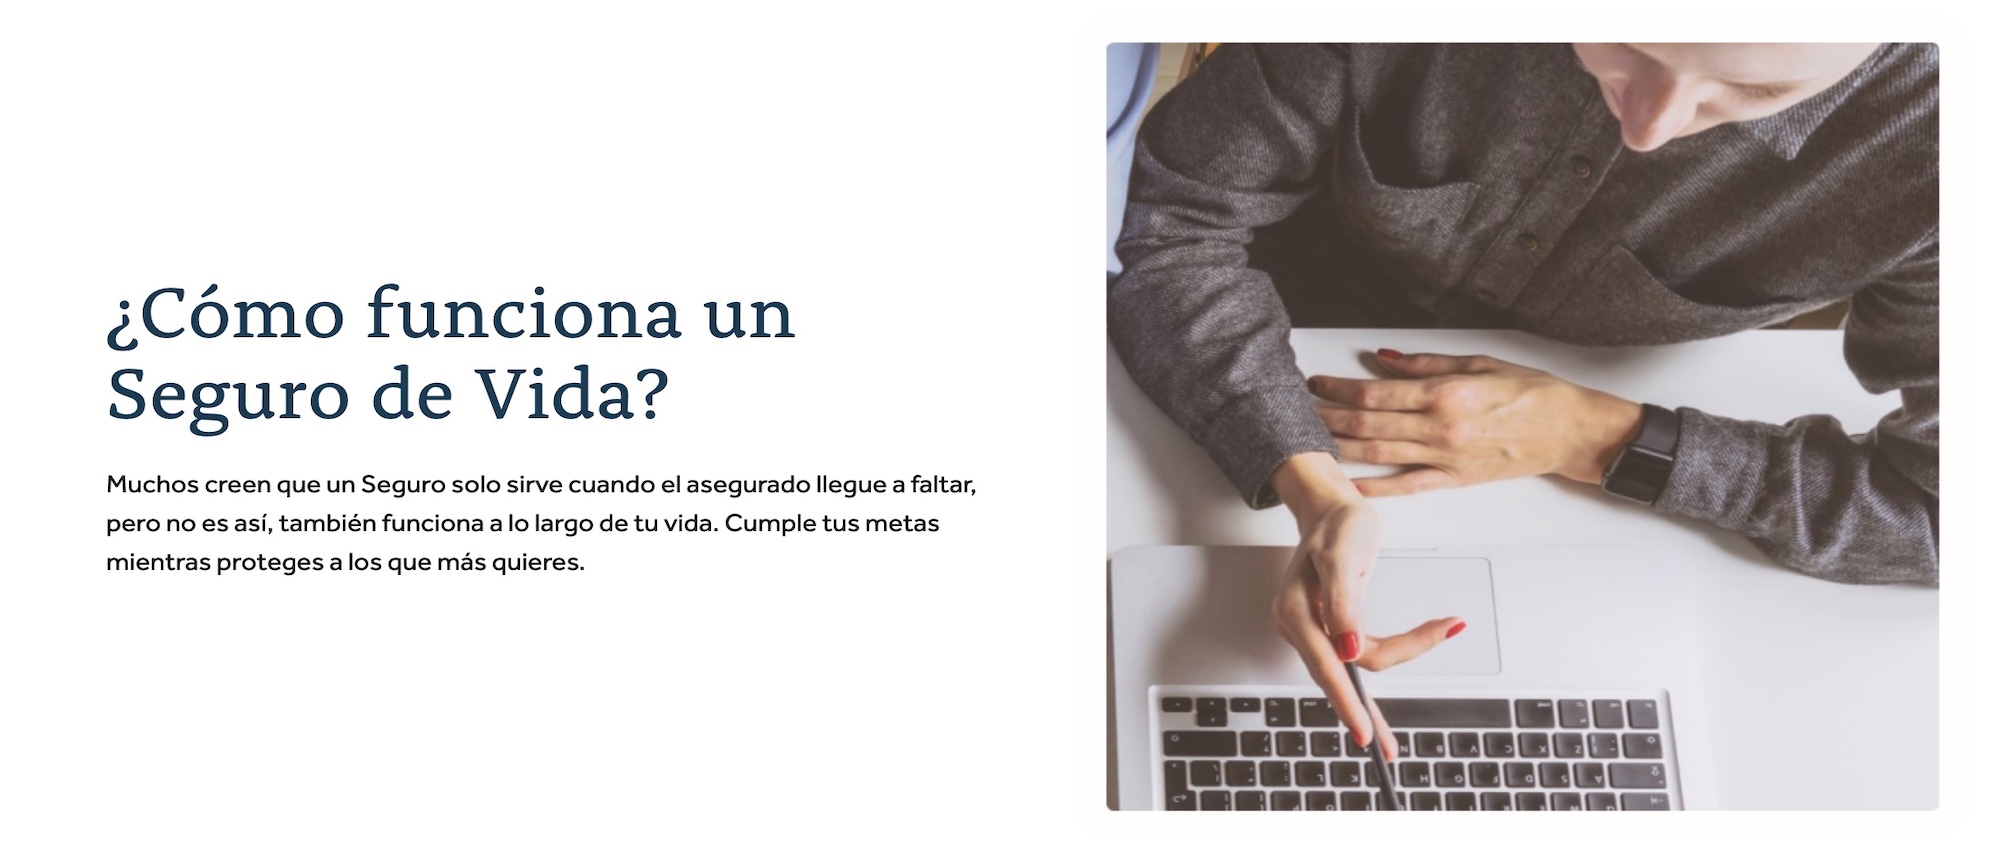 ¿Cómo funciona un
Seguro de Vida?
Muchos creen que un Seguro solo sirve cuando el asegurado llegue a faltar,
pero no es así, también funciona a lo largo de tu vida. Cumple tus metas
mientras proteges a los que más quieres.